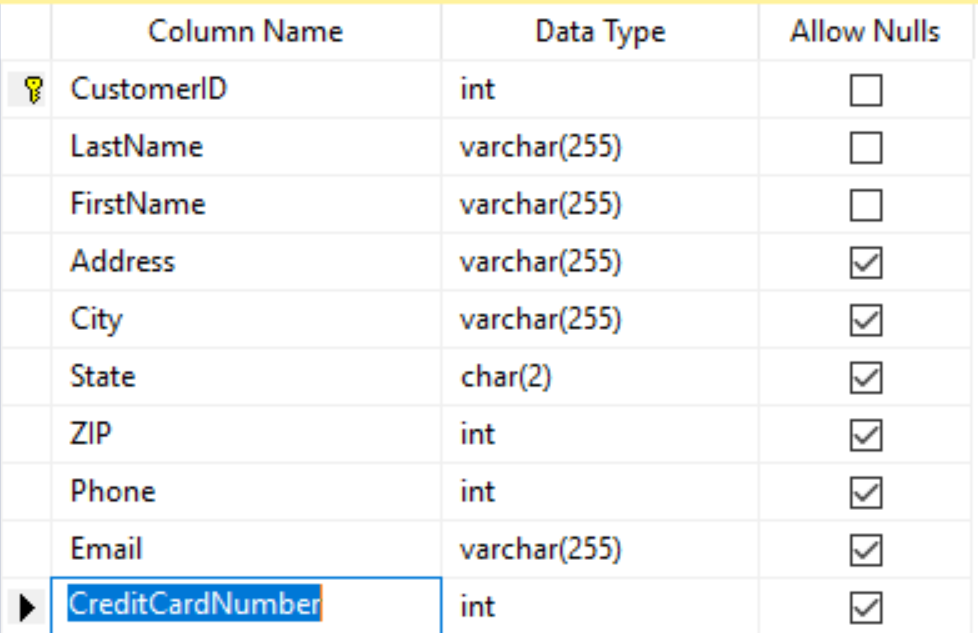 Column Name Data Type Allow Nulls
CustomerID int
LastName varchar(255)
FirstName varchar(255)
Address varchar(255)
City varchar(255)
State char(2)
ZIP int
Phone int
Email varchar(255)
CreditCardNumber int